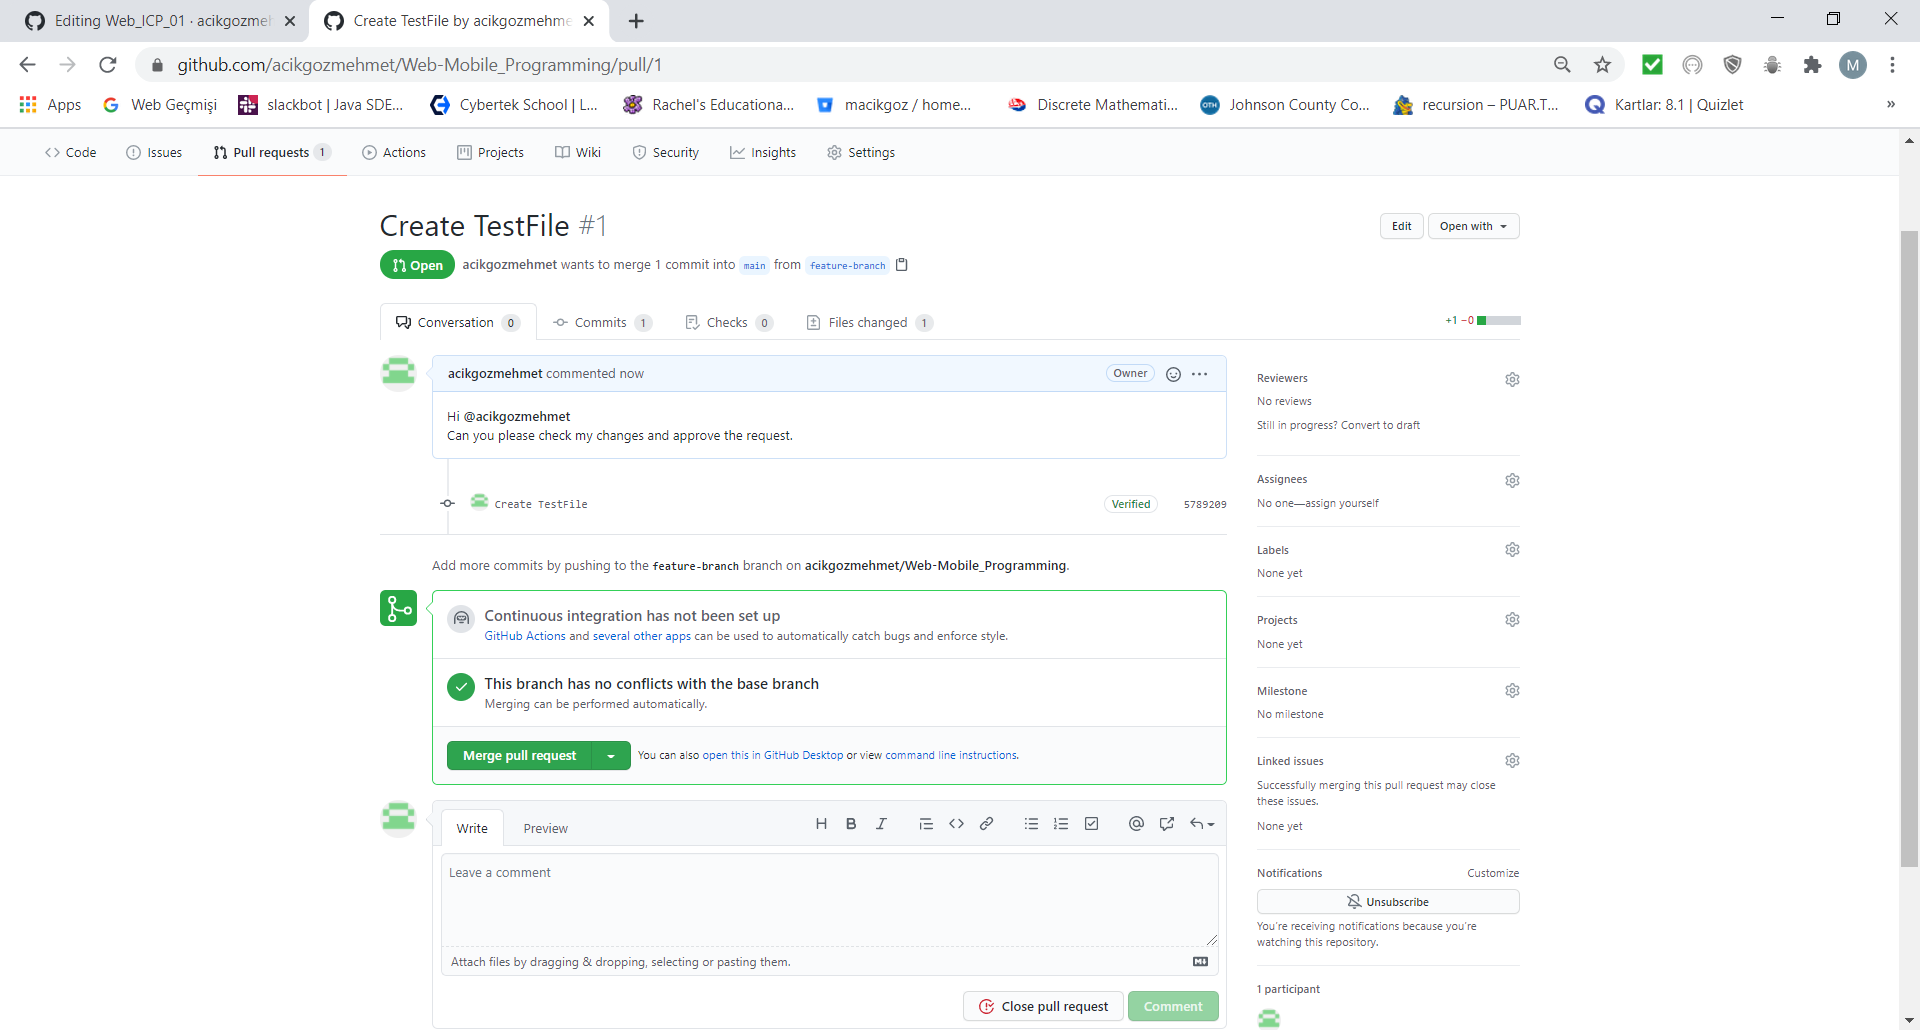 Editing Web_ICP_01 · acikgozmeh
Create TestFile by acikgozmehme
github.com/acikgozmehmet/Web-Mobile_Programming/pull/1
M
Apps
Web Geçmişi
slackbot | Java SDE...
Cybertek School | L...
Rachel's Educationa...
macikgoz / home...
Discrete Mathemati...
OTH
Johnson County Co...
recursion – PUAR.T...
Kartlar: 8.1 | Quizlet
»
Code
Issues
Pull requests 1
Actions
Projects
Wiki
Security
Insights
Settings
Create TestFile #1
Edit
Open with
Open
acikgozmehmet wants to merge 1 commit into main from feature-branch
Conversation 0
Commits 1
Checks 0
Files changed 1
+1 −0
acikgozmehmet commented now
Owner
Hi @acikgozmehmet
Can you please check my changes and approve the request.
Create TestFile
Verified
5789209
Add more commits by pushing to the feature-branch branch on acikgozmehmet/Web-Mobile_Programming.
Continuous integration has not been set up
GitHub Actions and several other apps can be used to automatically catch bugs and enforce style.
This branch has no conflicts with the base branch
Merging can be performed automatically.
Merge pull request
You can also open this in GitHub Desktop or view command line instructions.
Write
Preview
Leave a comment
Attach files by dragging & dropping, selecting or pasting them.
Close pull request
Comment
Reviewers
No reviews
Still in progress? Convert to draft
Assignees
No one—assign yourself
Labels
None yet
Projects
None yet
Milestone
No milestone
Linked issues
Successfully merging this pull request may close
these issues.
None yet
Notifications
Customize
Unsubscribe
You're receiving notifications because you're
watching this repository.
1 participant